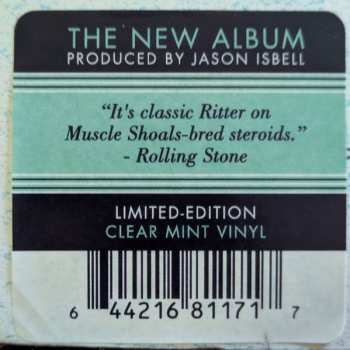 THE NEW ALBUM
PRODUCED BY JASON ISBELL
“It's classic Ritter on
Muscle Shoals-bred steroids.”
- Rolling Stone
LIMITED-EDITION
CLEAR MINT VINYL
6 44216 81171 7